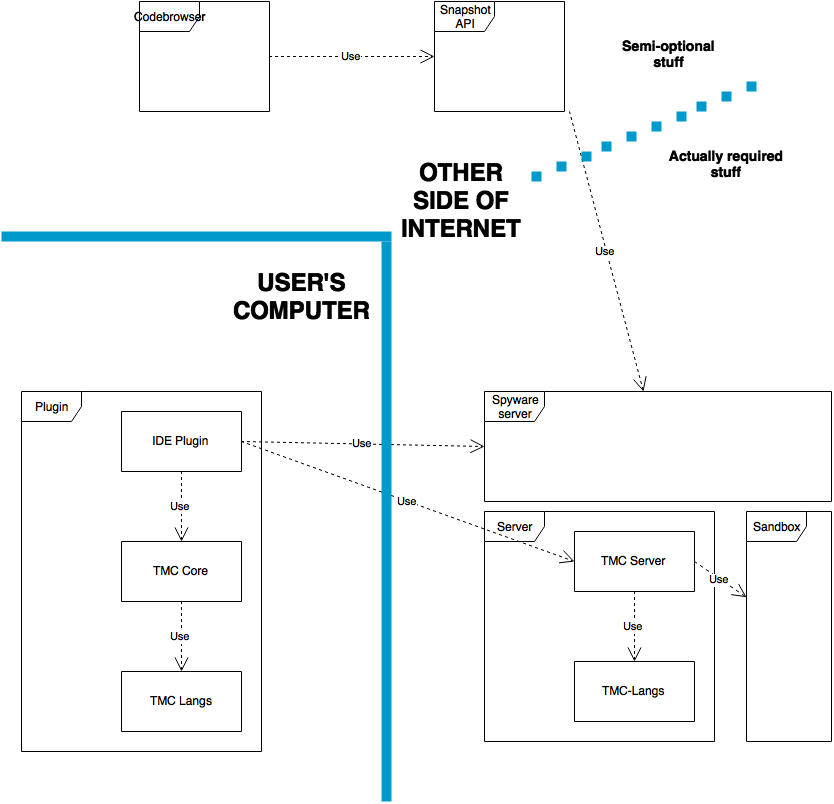 Codebrowser
Use
Snapshot
API
Semi-optional
stuff
Actually required
stuff
OTHER
SIDE OF
INTERNET
Use
USER'S
COMPUTER
Plugin
IDE Plugin
Use
TMC Core
Use
TMC Langs
Use
Use
Spyware
server
Server
TMC Server
Use
TMC-Langs
Use
Sandbox